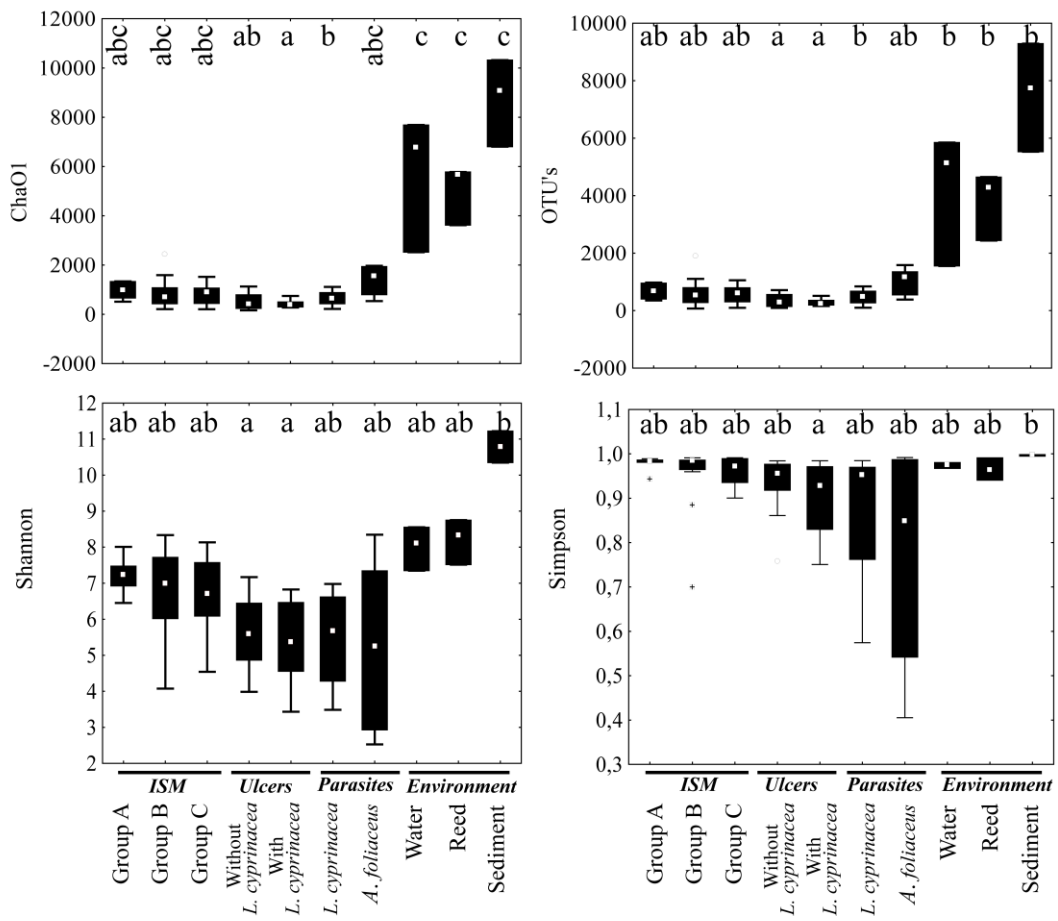 12000
10000
8000
6000
4000
2000
0
-2000
ChaO1
abc abc abc ab a b abc c c c
10000
8000
6000
4000
2000
0
-2000
OTU's
ab ab ab a a b ab b b b
12
11
10
9
8
7
6
5
4
3
2
Shannon
ab ab ab a a ab ab ab ab b
1,1
1,0
0,9
0,8
0,7
0,6
0,5
0,4
0,3
Simpson
ab ab ab ab a ab ab ab ab b
ISM Ulcers Parasites Environment
Group A
Group B
Group C
Without
L. cyprinacea
With
L. cyprinacea
L. cyprinacea
A. foliaceus
Water
Reed
Sediment
ISM Ulcers Parasites Environment
Group A
Group B
Group C
Without
L. cyprinacea
With
L. cyprinacea
L. cyprinacea
A. foliaceus
Water
Reed
Sediment